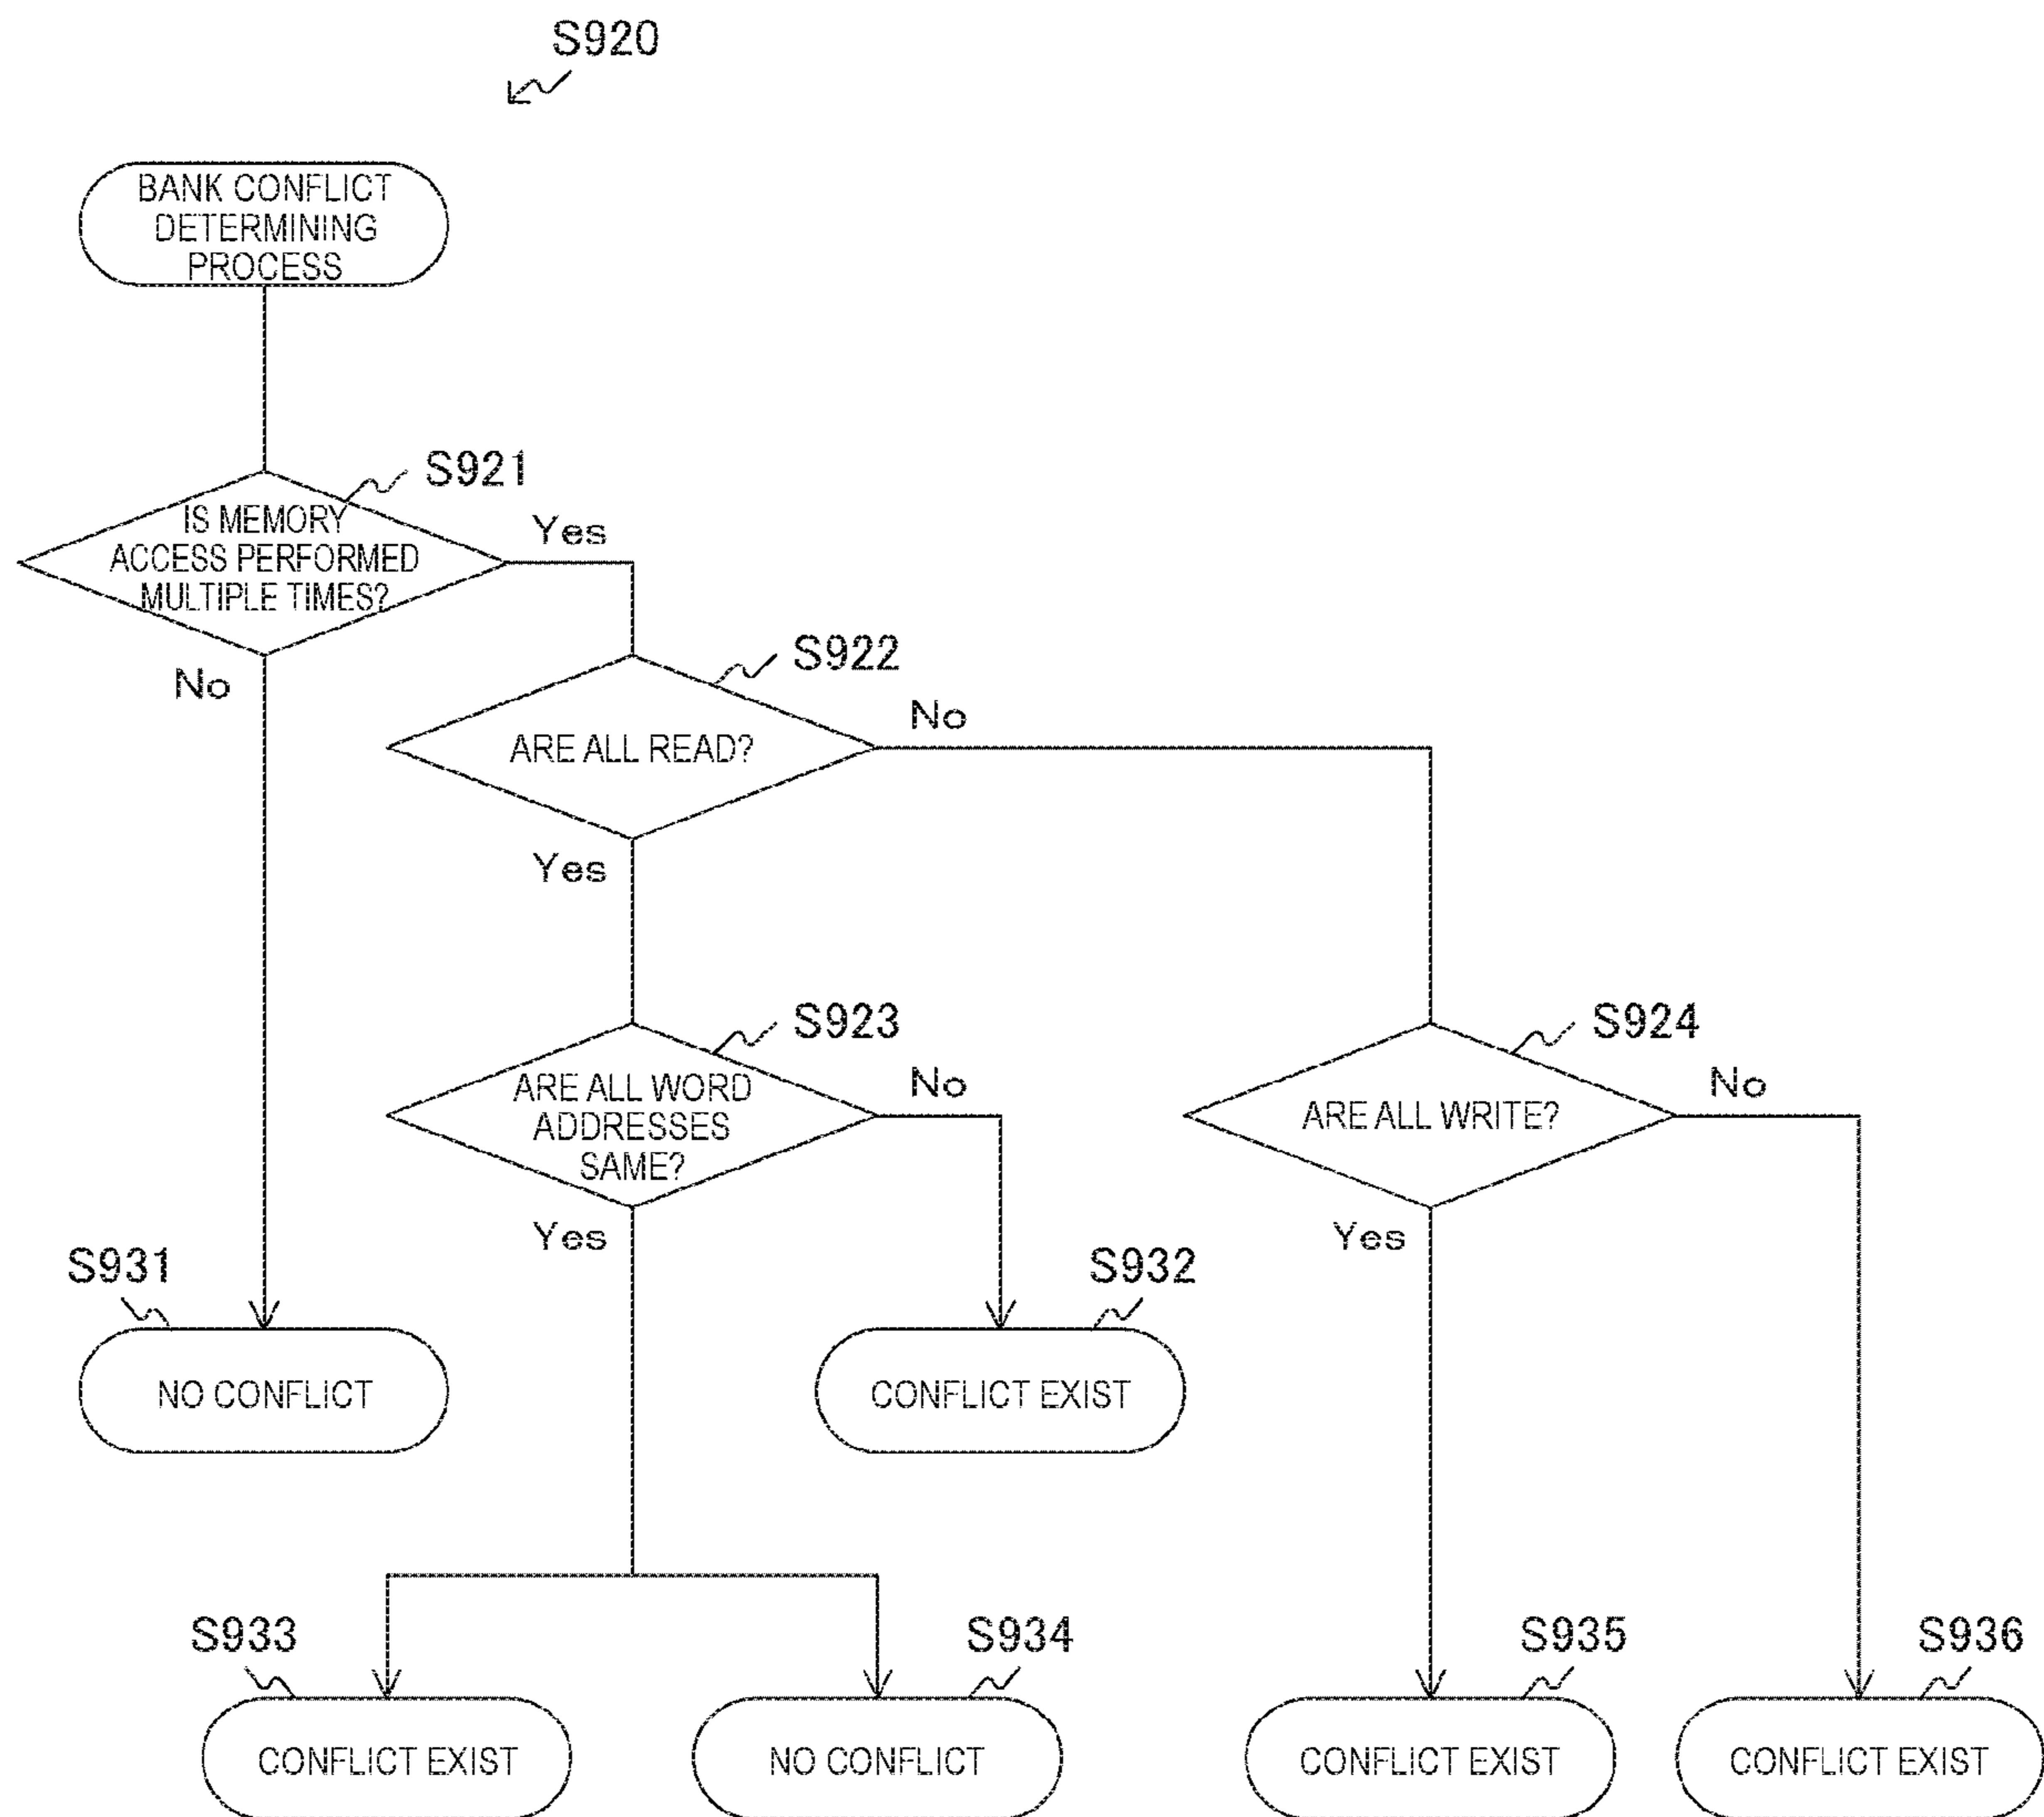 S920
BANK CONFLICT
DETERMINING
PROCESS
S921
IS MEMORY
ACCESS PERFORMED
MULTIPLE TIMES?
Yes
No
S922
ARE ALL READ?
No
Yes
S923
ARE ALL WORD
ADDRESSES
SAME?
No
Yes
S924
ARE ALL WRITE?
No
Yes
S931
NO CONFLICT
S932
CONFLICT EXIST
S933
CONFLICT EXIST
S934
NO CONFLICT
S935
CONFLICT EXIST
S936
CONFLICT EXIST